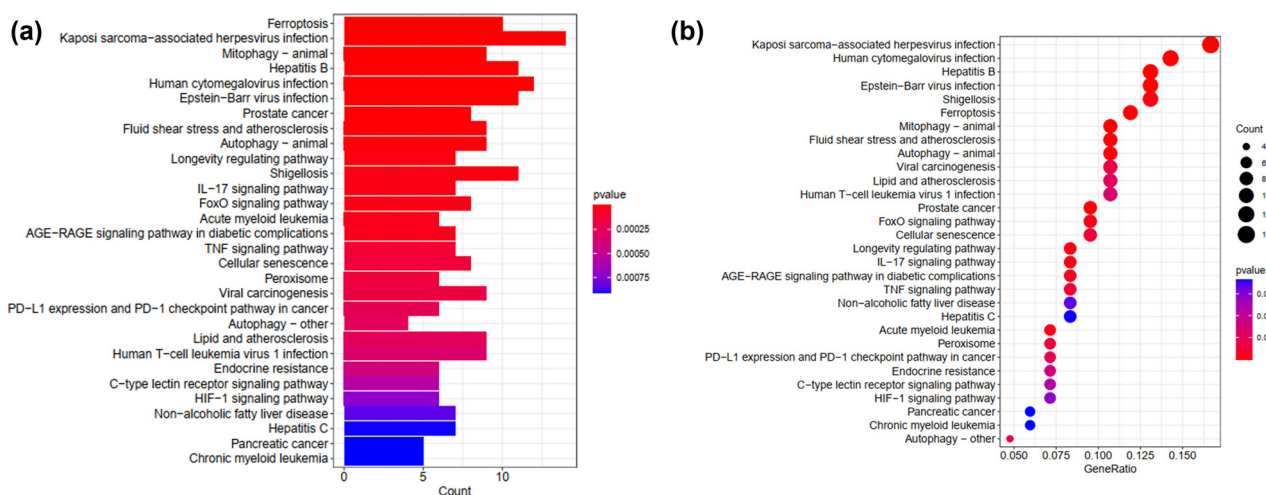 (a)
Ferroptosis
Kaposi sarcoma−associated herpesvirus infection
Mitophagy − animal
Hepatitis B
Human cytomegalovirus infection
Epstein−Barr virus infection
Prostate cancer
Fluid shear stress and atherosclerosis
Autophagy − animal
Longevity regulating pathway
Shigellosis
IL−17 signaling pathway
FoxO signaling pathway
Acute myeloid leukemia
AGE−RAGE signaling pathway in diabetic complications
TNF signaling pathway
Cellular senescence
Peroxisome
Viral carcinogenesis
PD−L1 expression and PD−1 checkpoint pathway in cancer
Autophagy − other
Lipid and atherosclerosis
Human T−cell leukemia virus 1 infection
Endocrine resistance
C−type lectin receptor signaling pathway
HIF−1 signaling pathway
Non−alcoholic fatty liver disease
Hepatitis C
Pancreatic cancer
Chronic myeloid leukemia
0 5 10
Count
pvalue
0.00025
0.00050
0.00075
(b)
Kaposi sarcoma−associated herpesvirus infection
Human cytomegalovirus infection
Hepatitis B
Epstein−Barr virus infection
Shigellosis
Ferroptosis
Mitophagy − animal
Fluid shear stress and atherosclerosis
Autophagy − animal
Viral carcinogenesis
Lipid and atherosclerosis
Human T−cell leukemia virus 1 infection
Prostate cancer
FoxO signaling pathway
Cellular senescence
Longevity regulating pathway
IL−17 signaling pathway
AGE−RAGE signaling pathway in diabetic complications
TNF signaling pathway
Non−alcoholic fatty liver disease
Hepatitis C
Acute myeloid leukemia
Peroxisome
PD−L1 expression and PD−1 checkpoint pathway in cancer
Endocrine resistance
C−type lectin receptor signaling pathway
HIF−1 signaling pathway
Pancreatic cancer
Chronic myeloid leukemia
Autophagy − other
0.050 0.075 0.100 0.125 0.150
GeneRatio
Count
4
6
8
1
1
1
pvalue
0.0
0.0
0.0